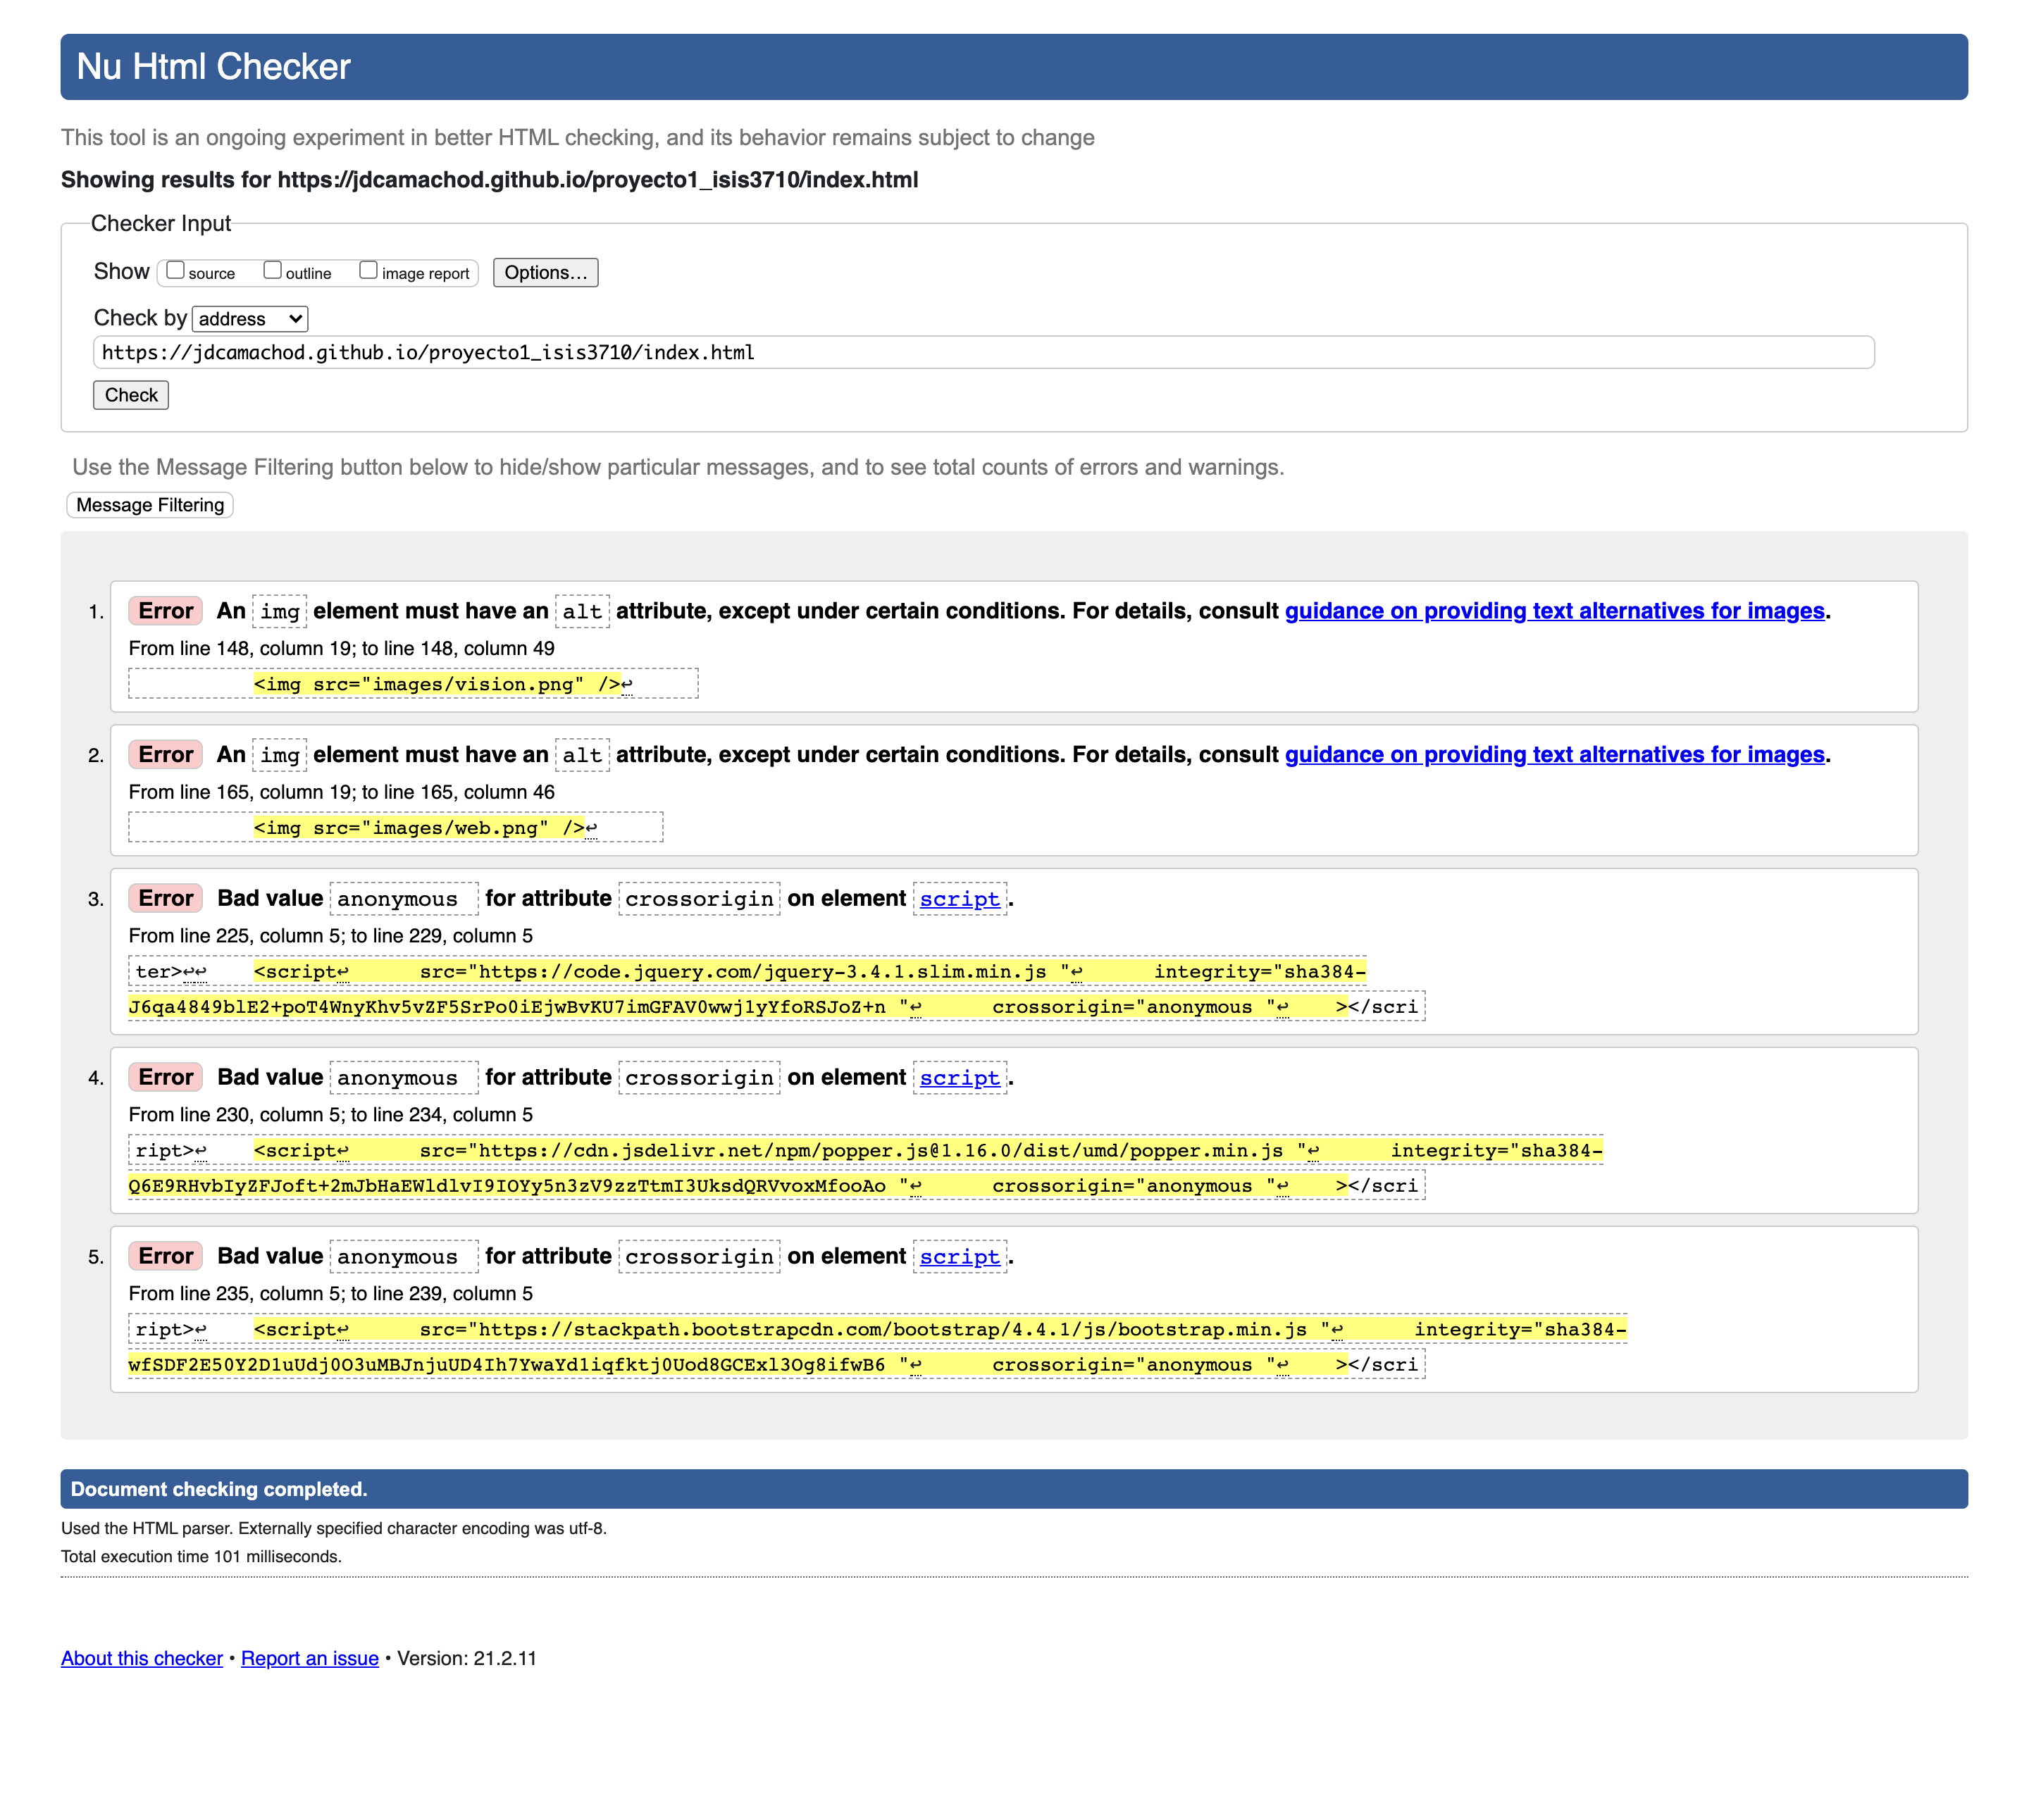 Nu Html Checker
This tool is an ongoing experiment in better HTML checking, and its behavior remains subject to change
Showing results for https://jdcamachod.github.io/proyecto1_isis3710/index.html
Checker Input
Show source outline image report Options...
Check by address
https://jdcamachod.github.io/proyecto1_isis3710/index.html
Check
Use the Message Filtering button below to hide/show particular messages, and to see total counts of errors and warnings.
Message Filtering
1. Error An img element must have an alt attribute, except under certain conditions. For details, consult guidance on providing text alternatives for images.
From line 148, column 19; to line 148, column 49
<img src="images/vision.png" />↩
2. Error An img element must have an alt attribute, except under certain conditions. For details, consult guidance on providing text alternatives for images.
From line 165, column 19; to line 165, column 46
<img src="images/web.png" />↩
3. Error Bad value anonymous for attribute crossorigin on element script.
From line 225, column 5; to line 229, column 5
ter>↩↩ <script↩ src="https://code.jquery.com/jquery-3.4.1.slim.min.js "↩ integrity="sha384-
J6qa4849blE2+poT4WnyKhv5vZF5SrPo0iEjwBvKU7imGFAV0wwj1yYfoRSJoZ+n "↩ crossorigin="anonymous "↩ ></scri
4. Error Bad value anonymous for attribute crossorigin on element script.
From line 230, column 5; to line 234, column 5
ript>↩ <script↩ src="https://cdn.jsdelivr.net/npm/popper.js@1.16.0/dist/umd/popper.min.js "↩ integrity="sha384-
Q6E9RHvbIyZFJoft+2mJbHaEWldlvI9IOYy5n3zV9zzTtmI3UksdQRVvoxMfooAo "↩ crossorigin="anonymous "↩ ></scri
5. Error Bad value anonymous for attribute crossorigin on element script.
From line 235, column 5; to line 239, column 5
ript>↩ <script↩ src="https://stackpath.bootstrapcdn.com/bootstrap/4.4.1/js/bootstrap.min.js "↩ integrity="sha384-
wfSDF2E50Y2D1uUdj0O3uMBJnjuUD4Ih7YwaYd1iqfktj0Uod8GCExl3Og8ifwB6 "↩ crossorigin="anonymous "↩ ></scri
Document checking completed.
Used the HTML parser. Externally specified character encoding was utf-8.
Total execution time 101 milliseconds.
About this checker • Report an issue • Version: 21.2.11